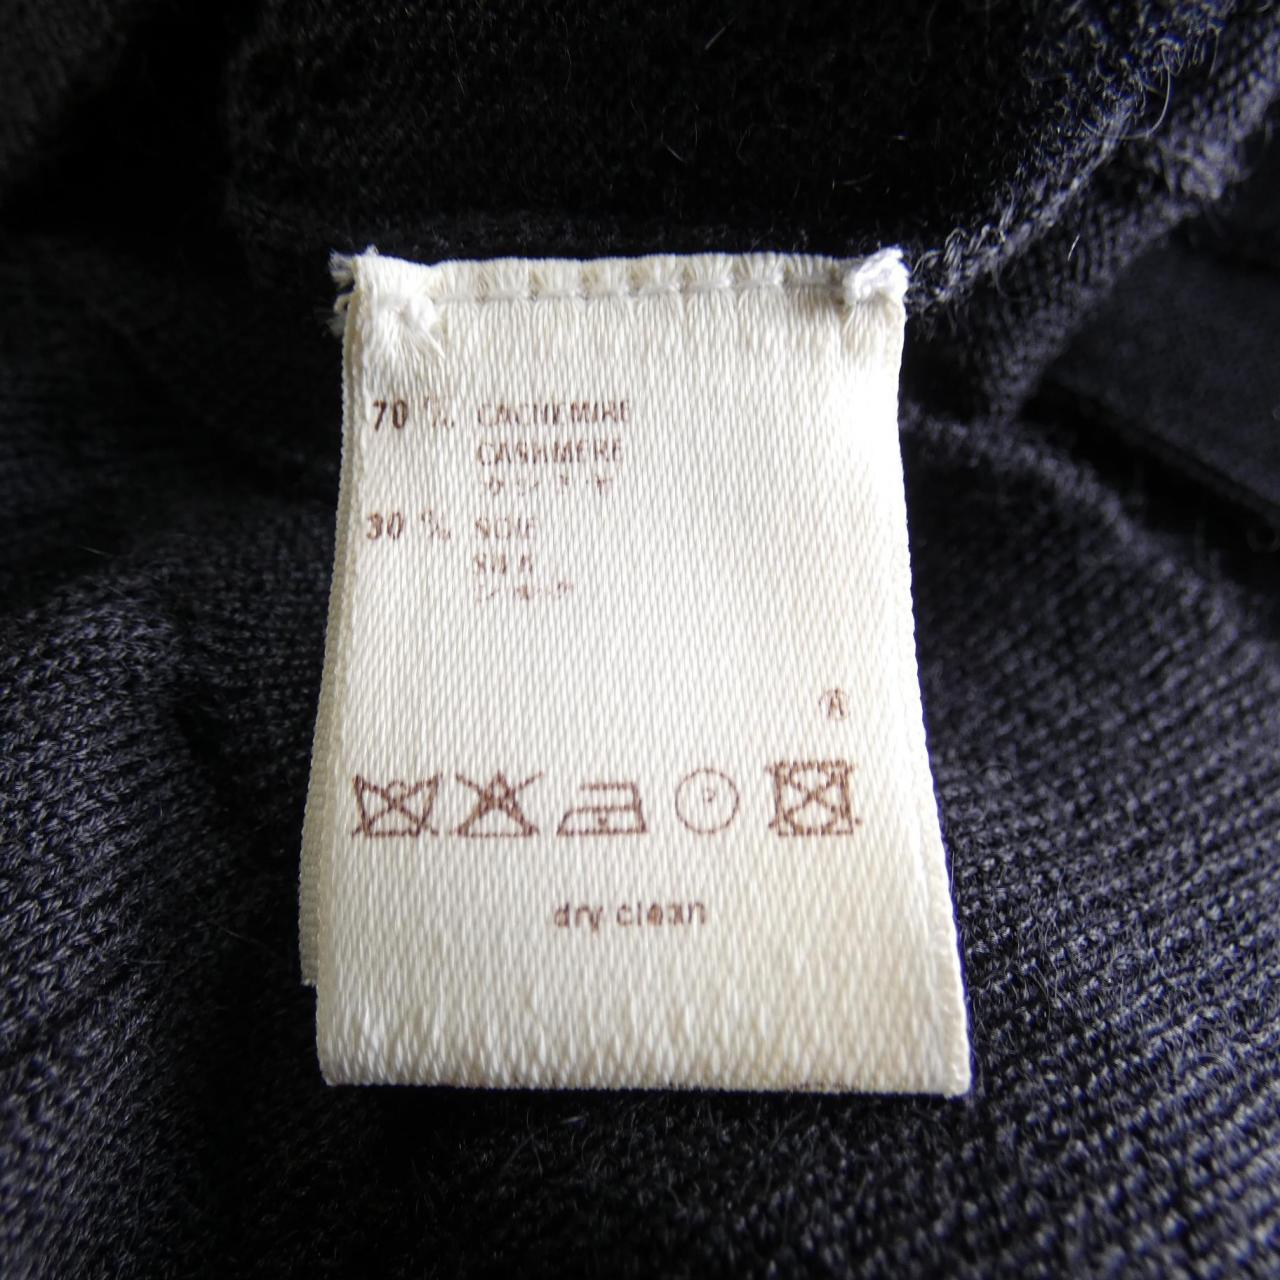 70 % CACHEMIRE
CASHMERE
30 % SOIE
SILK
A
P
dry clean